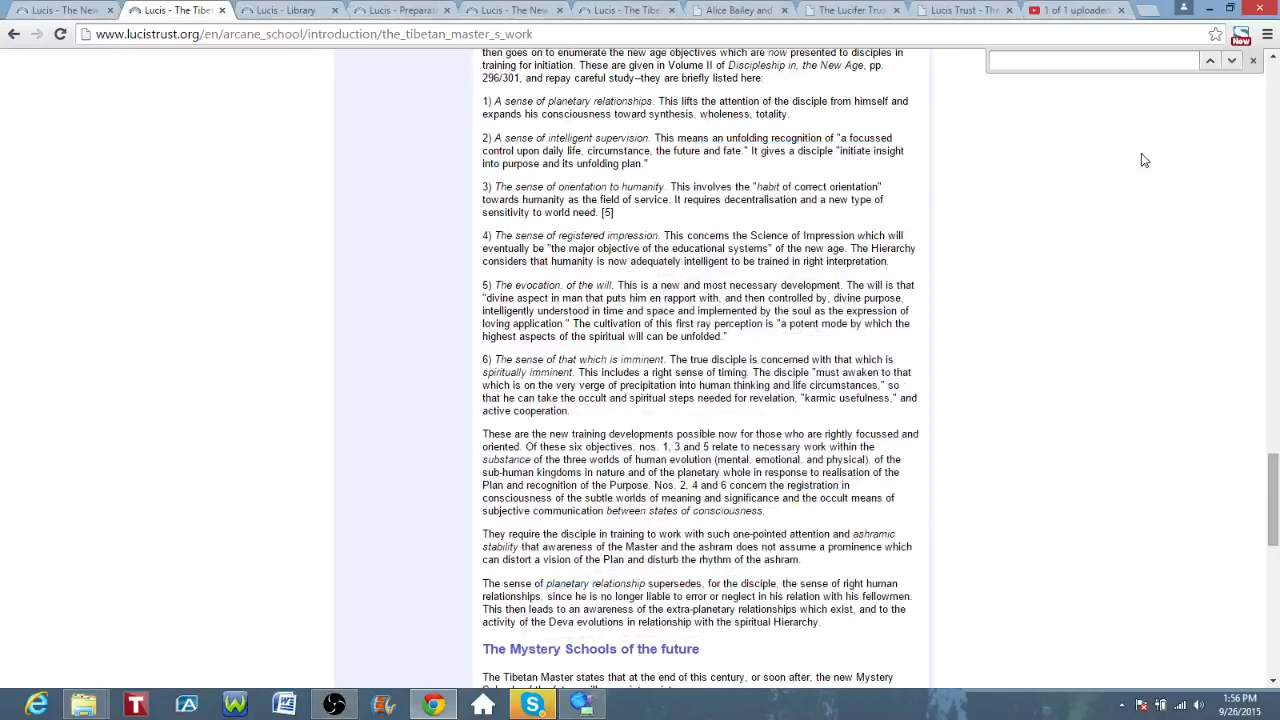 Lucis - The New
Lucis - The Tibe
Lucis - Library
Lucis - Preparat
Lucis - The New
Lucis - The Tibe
Alice Bailey and
The Lucifer Trus
Lucis Trust - The
1 of 1 uploaded
www.lucistrust.org/en/arcane_school/introduction/the_tibetan_master_s_work
New
then goes on to enumerate the new age objectives which are now presented to disciples in
training for initiation. These are given in Volume II of Discipleship in, the New Age, pp.
296/301, and repay careful study--they are briefly listed here:
1) A sense of planetary relationships. This lifts the attention of the disciple from himself and
expands his consciousness toward synthesis, wholeness, totality.
2) A sense of intelligent supervision. This means an unfolding recognition of "a focussed
control upon daily life, circumstance, the future and fate." It gives a disciple "initiate insight
into purpose and its unfolding plan."
3) The sense of orientation to humanity. This involves the "habit of correct orientation"
towards humanity as the field of service. It requires decentralisation and a new type of
sensitivity to world need. [5]
4) The sense of registered impression. This concerns the Science of Impression which will
eventually be "the major objective of the educational systems" of the new age. The Hierarchy
considers that humanity is now adequately intelligent to be trained in right interpretation.
5) The evocation. of the will. This is a new and most necessary development. The will is that
"divine aspect in man that puts him en rapport with, and then controlled by, divine purpose,
intelligently understood in time and space and implemented by the soul as the expression of
loving application." The cultivation of this first ray perception is "a potent mode by which the
highest aspects of the spiritual will can be unfolded."
6) The sense of that which is imminent. The true disciple is concerned with that which is
spiritually imminent. This includes a right sense of timing. The disciple "must awaken to that
which is on the very verge of precipitation into human thinking and life circumstances," so
that he can take the occult and spiritual steps needed for revelation, "karmic usefulness," and
active cooperation.
These are the new training developments possible now for those who are rightly focussed and
oriented. Of these six objectives, nos. 1, 3 and 5 relate to necessary work within the
substance of the three worlds of human evolution (mental, emotional, and physical), of the
sub-human kingdoms in nature and of the planetary whole in response to realisation of the
Plan and recognition of the Purpose. Nos. 2, 4 and 6 concern the registration in
consciousness of the subtle worlds of meaning and significance and the occult means of
subjective communication between states of consciousness.
They require the disciple in training to work with such one-pointed attention and ashramic
stability that awareness of the Master and the ashram does not assume a prominence which
can distort a vision of the Plan and disturb the rhythm of the ashram.
The sense of planetary relationship supersedes, for the disciple, the sense of right human
relationships, since he is no longer liable to error or neglect in his relation with his fellowmen.
This then leads to an awareness of the extra-planetary relationships which exist, and to the
activity of the Deva evolutions in relationship with the spiritual Hierarchy.
The Mystery Schools of the future
The Tibetan Master states that at the end of this century, or soon after, the new Mystery
1:56 PM
9/26/2015